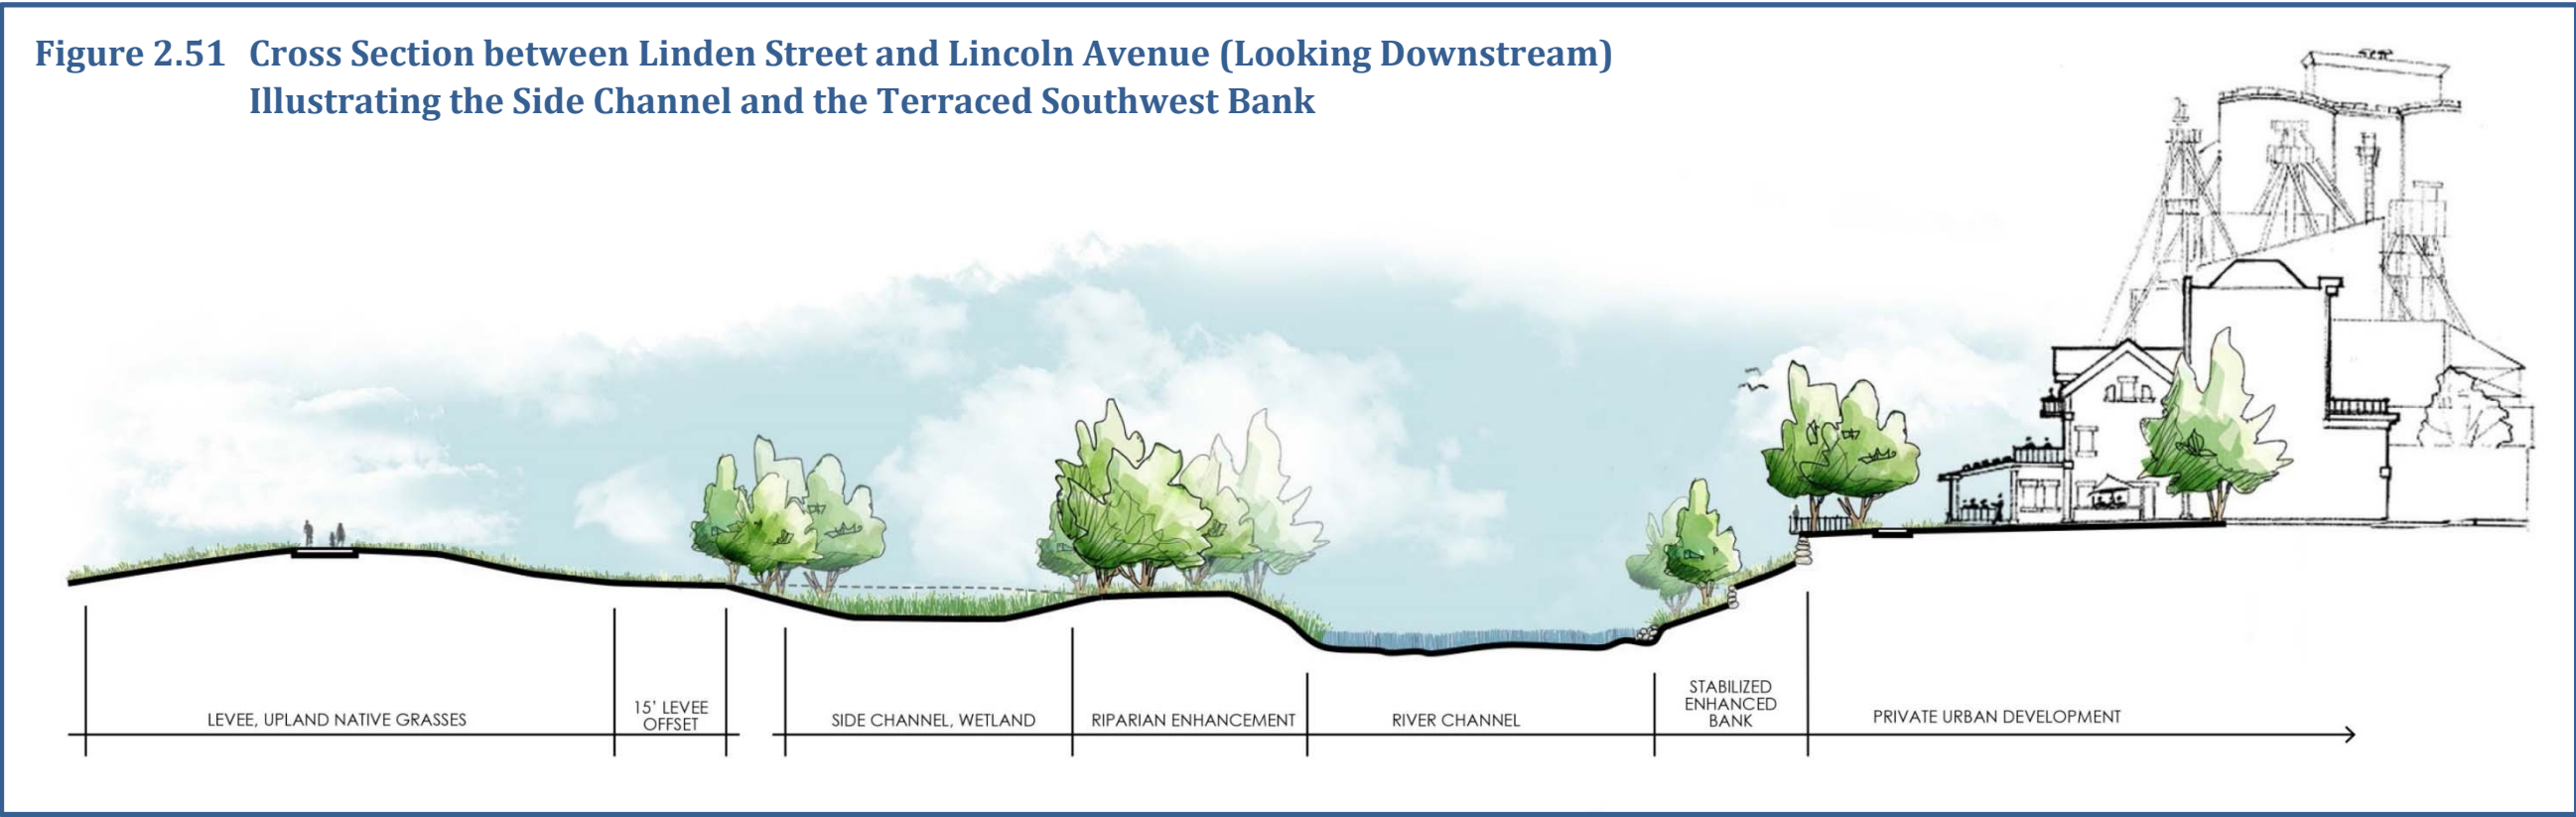 Figure 2.51 Cross Section between Linden Street and Lincoln Avenue (Looking Downstream)
Illustrating the Side Channel and the Terraced Southwest Bank
LEVEE, UPLAND NATIVE GRASSES
15' LEVEE
OFFSET
SIDE CHANNEL, WETLAND
RIPARIAN ENHANCEMENT
RIVER CHANNEL
STABILIZED
ENHANCED
BANK
PRIVATE URBAN DEVELOPMENT